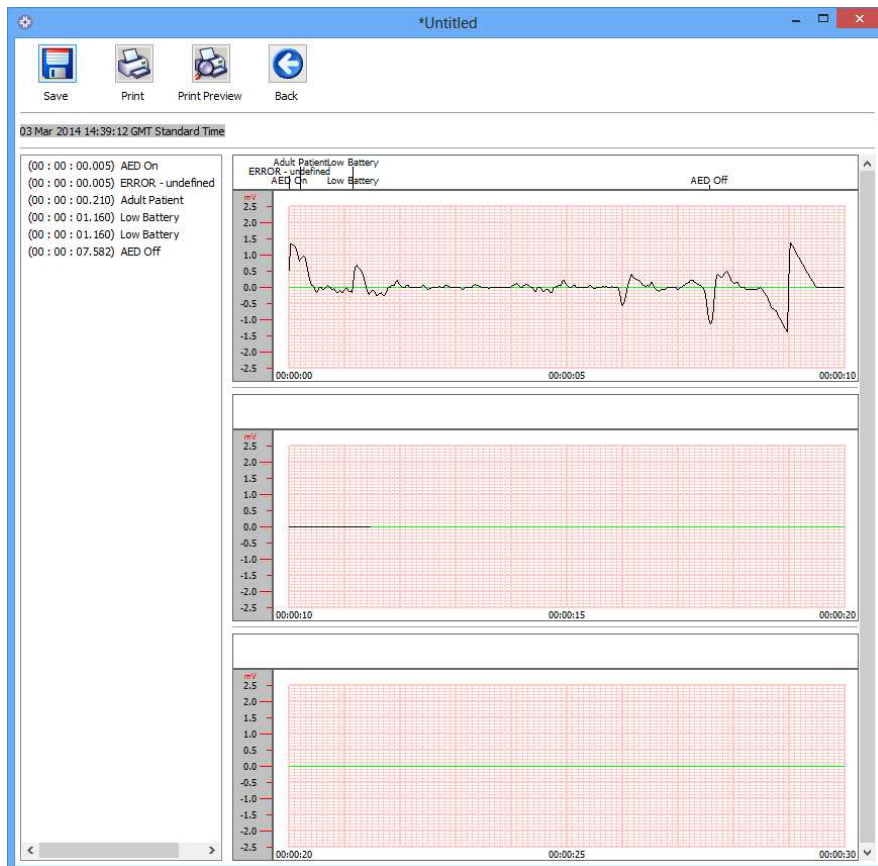 *Untitled
Save Print Print Preview Back
03 Mar 2014 14:39:12 GMT Standard Time
(00 : 00 : 00.005) AED On
(00 : 00 : 00.005) ERROR - undefined
(00 : 00 : 00.210) Adult Patient
(00 : 00 : 01.160) Low Battery
(00 : 00 : 01.160) Low Battery
(00 : 00 : 07.582) AED Off
Adult Patient Low Battery
ERROR - undefined
AED On Low Battery AED Off
mV
2.5
2.0
1.5
1.0
0.5
0.0
-0.5
-1.0
-1.5
-2.0
-2.5
00:00:00 00:00:05 00:00:10
mV
2.5
2.0
1.5
1.0
0.5
0.0
-0.5
-1.0
-1.5
-2.0
-2.5
00:00:10 00:00:15 00:00:20
mV
2.5
2.0
1.5
1.0
0.5
0.0
-0.5
-1.0
-1.5
-2.0
-2.5
00:00:20 00:00:25 00:00:30